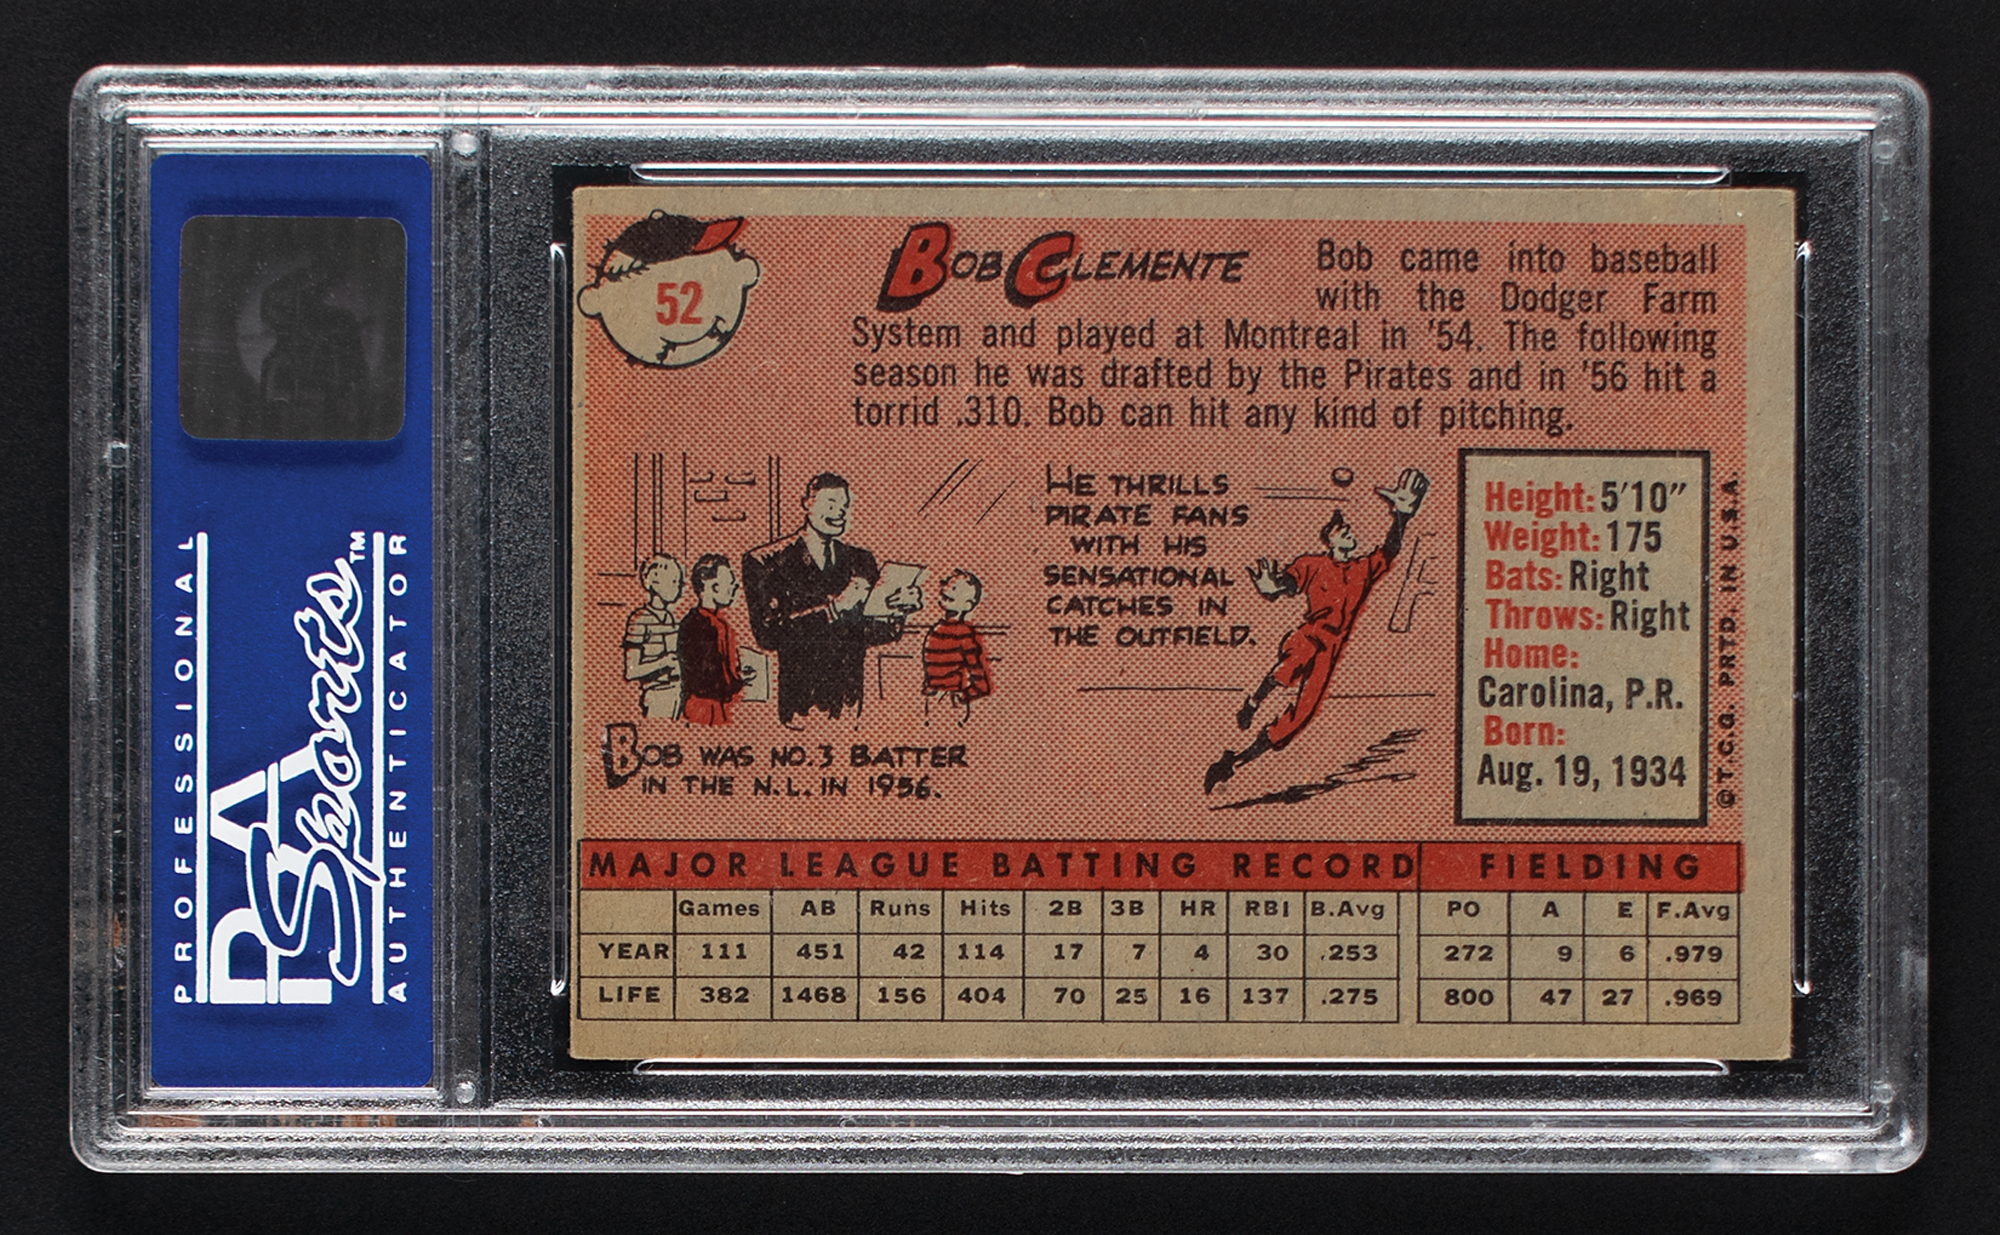 PROFESSIONAL
PSA
Sports™
AUTHENTICATOR
52
BOB CLEMENTE
Bob came into baseball
with the Dodger Farm
System and played at Montreal in '54. The following
season he was drafted by the Pirates and in '56 hit a
torrid .310. Bob can hit any kind of pitching.
HE THRILLS
PIRATE FANS
WITH HIS
SENSATIONAL
CATCHES IN
THE OUTFIELD.
BOB WAS NO. 3 BATTER
IN THE N.L. IN 1956.
Height: 5'10"
Weight: 175
Bats: Right
Throws: Right
Home:
Carolina, P.R.
Born:
Aug. 19, 1934
© T.C.G. PRTD. IN U.S.A.
MAJOR LEAGUE BATTING RECORD FIELDING
Games AB Runs Hits 2B 3B HR RBI B.Avg PO A E F.Avg
YEAR 111 451 42 114 17 7 4 30 .253 272 9 6 .979
LIFE 382 1468 156 404 70 25 16 137 .275 800 47 27 .969